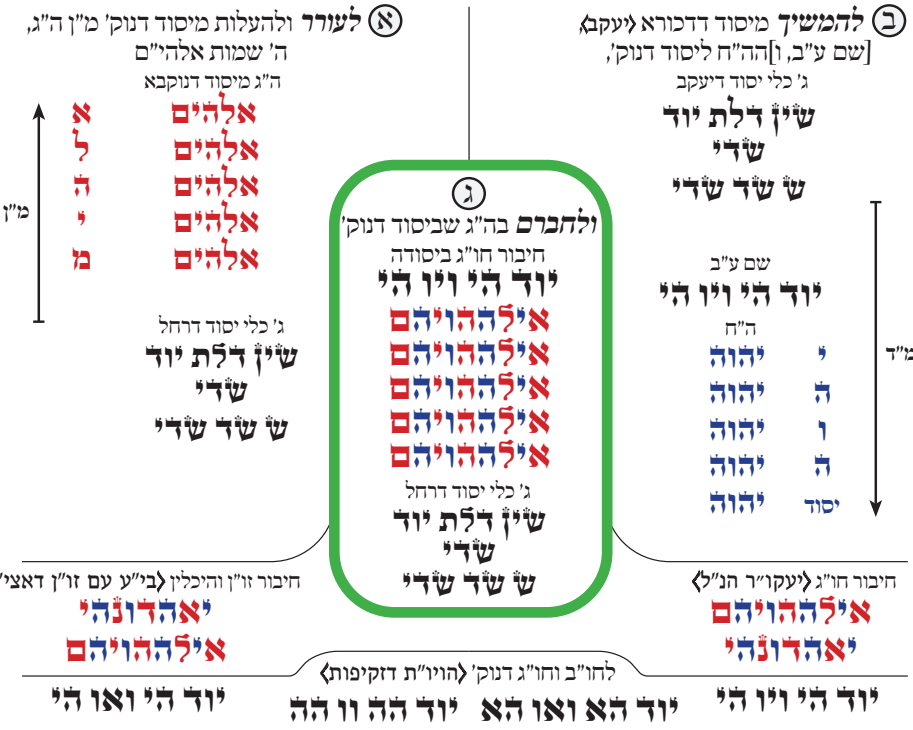 ב להמשיך מיסוד דדכורא (יעקב),
[שם ע"ב, ו]הה"ח ליסוד דנוק',
ג' כלי יסוד דיעקב
שין דלת יוד
שדי
ש שד שדי
שם ע"ב
יוד הי ויו הי
ה"ח
י יהוה
ה יהוה
ו יהוה
ה יהוה
יסוד יהוה
מ"ד
א לעורר ולהעלות מיסוד דנוק' מ"ן ה"ג,
ה' שמות אלהי"ם
ה"ג מיסוד דנוקבא
אלהים א
אלהים ל
אלהים ה
אלהים י
אלהים מ
מ"ן
ג' כלי יסוד דרחל
שין דלת יוד
שדי
ש שד שדי
ג
ולחברם בה"ג שביסוד דנוק'
חיבור חו"ג ביסודה
יוד הי ויו הי
אילההויהם
אילההויהם
אילההויהם
אילההויהם
אילההויהם
ג' כלי יסוד דרחל
שין דלת יוד
שדי
ש שד שדי
חיבור חו"ג (יעקו"ר הנ"ל)
אילההויהם
יאהדונהי
יוד הי ויו הי
לחו"ב וחו"ג דנוק' (הויו"ת דזקיפות)
יוד הא ואו הא יוד הה וו הה
חיבור זו"ן והיכלין (בי"ע עם זו"ן דאצי'
יאהדונהי
אילההויהם
יוד הי ואו הי